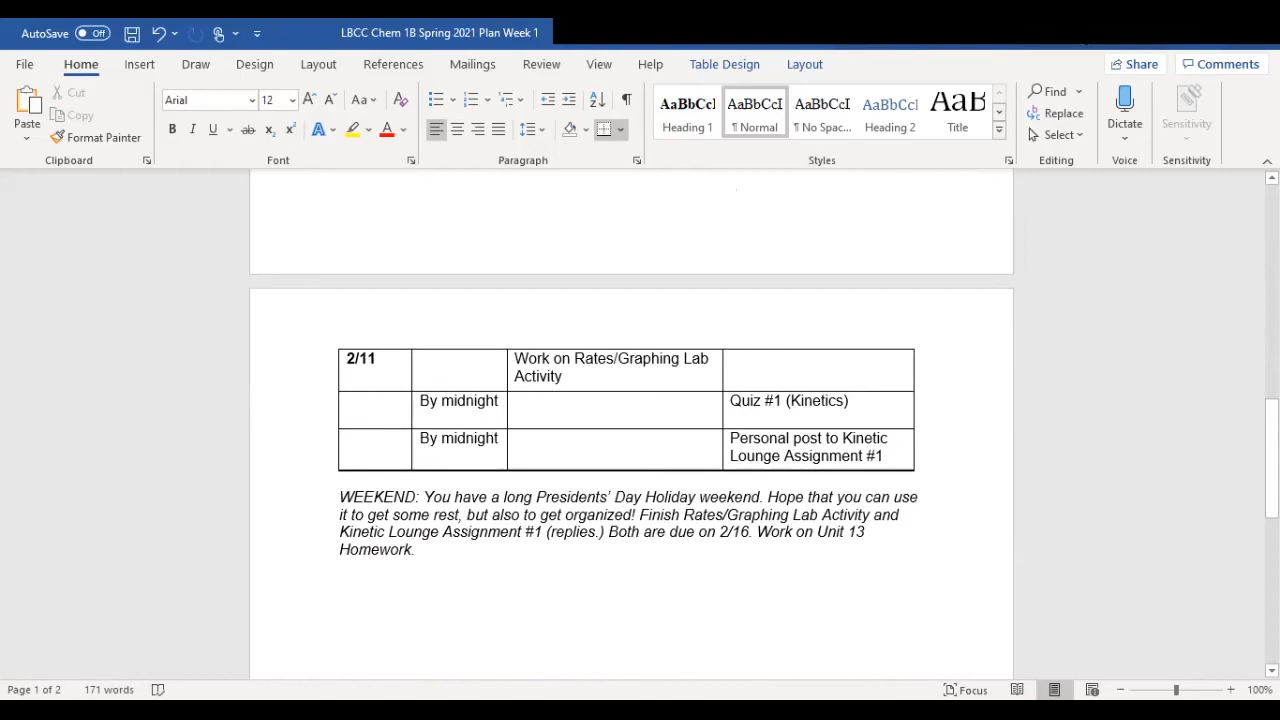 AutoSave Off LBCC Chem 1B Spring 2021 Plan Week 1
File Home Insert Draw Design Layout References Mailings Review View Help Table Design Layout Share Comments
Paste Cut Copy Format Painter
Clipboard
Arial 12 A A Aa A
B I U ab x2 x2 A A
Font
Paragraph
AaBbCcI AaBbCcI AaBbCcI AaBbCcI AaB
Heading 1 ¶ Normal ¶ No Spac... Heading 2 Title
Styles
Find Replace Select
Editing
Dictate
Voice
Sensitivity
Sensitivity
2/11 Work on Rates/Graphing Lab
Activity
By midnight Quiz #1 (Kinetics)
By midnight Personal post to Kinetic
Lounge Assignment #1
WEEKEND: You have a long Presidents' Day Holiday weekend. Hope that you can use
it to get some rest, but also to get organized! Finish Rates/Graphing Lab Activity and
Kinetic Lounge Assignment #1 (replies.) Both are due on 2/16. Work on Unit 13
Homework.
Page 1 of 2 171 words Focus 100%